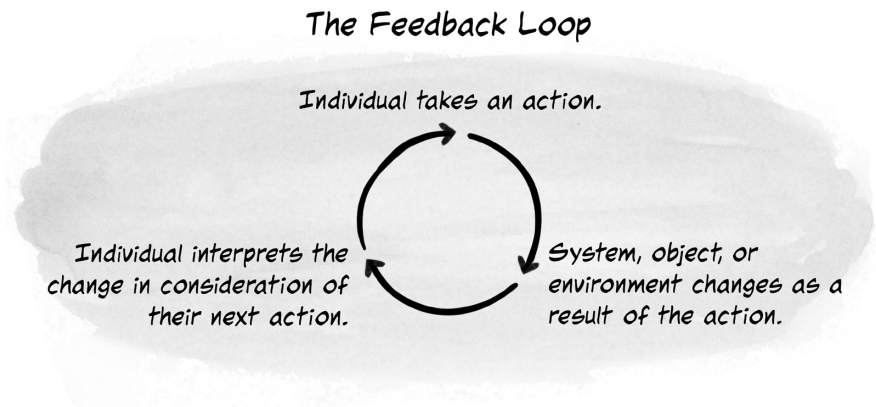 The Feedback Loop
Individual takes an action.
System, object, or
environment changes as a
result of the action.
Individual interprets the
change in consideration of
their next action.